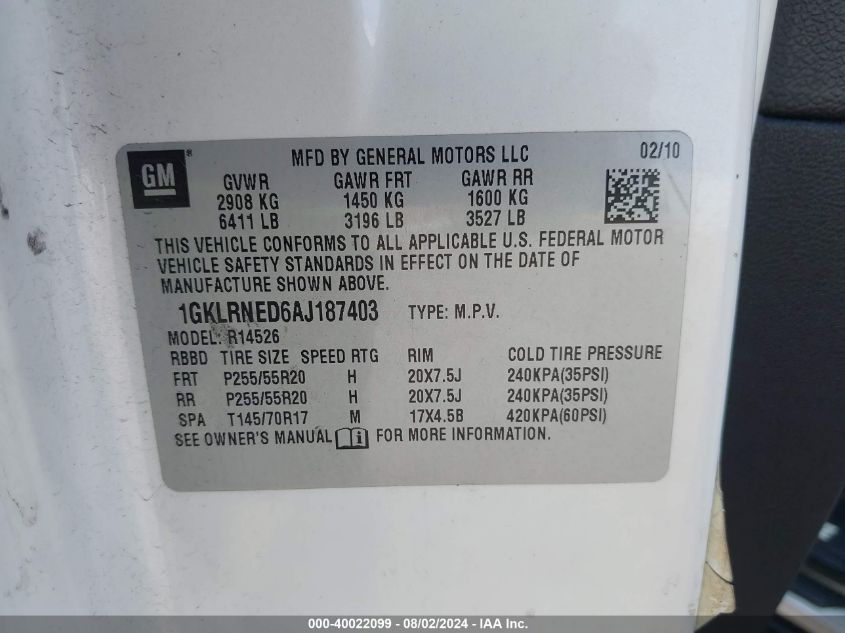 GM®
MFD BY GENERAL MOTORS LLC 02/10
GVWR GAWR FRT GAWR RR
2908 KG 1450 KG 1600 KG
6411 LB 3196 LB 3527 LB
THIS VEHICLE CONFORMS TO ALL APPLICABLE U.S. FEDERAL MOTOR
VEHICLE SAFETY STANDARDS IN EFFECT ON THE DATE OF
MANUFACTURE SHOWN ABOVE.
1GKLRNED6AJ187403 TYPE: M.P.V.
MODEL: R14526
RBBD TIRE SIZE SPEED RTG RIM COLD TIRE PRESSURE
FRT P255/55R20 H 20X7.5J 240KPA(35PSI)
RR P255/55R20 H 20X7.5J 240KPA(35PSI)
SPA T145/70R17 M 17X4.5B 420KPA(60PSI)
SEE OWNER'S MANUAL i FOR MORE INFORMATION.
000-40022099 - 08/02/2024 - IAA Inc.